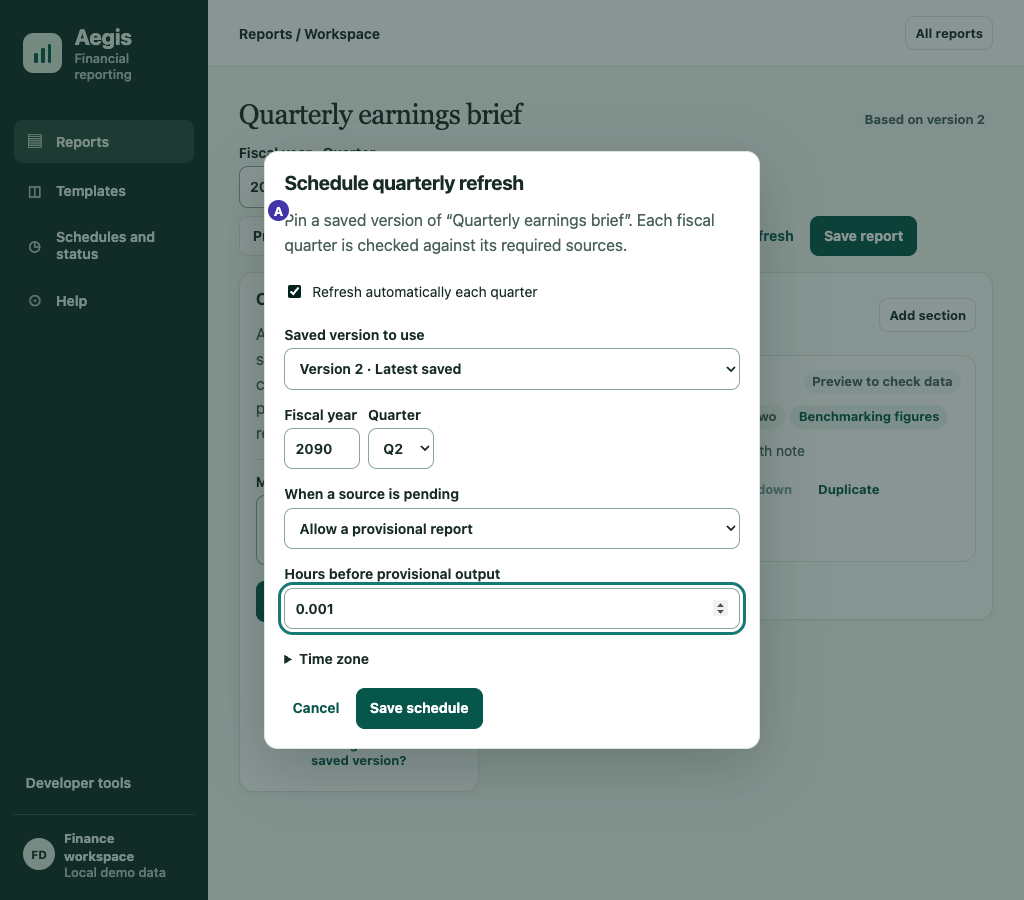 Aegis
Financial
reporting
Reports
Templates
Schedules and
status
Help
Developer tools
FD
Finance
workspace
Local demo data
Reports / Workspace
All reports
Quarterly earnings brief
Based on version 2
Save report
Add section
Preview to check data
Benchmarking figures
note
Duplicate
saved version?
Schedule quarterly refresh
A
Pin a saved version of “Quarterly earnings brief”. Each fiscal
quarter is checked against its required sources.
Refresh automatically each quarter
Saved version to use
Version 2 · Latest saved
Fiscal year Quarter
2090 Q2
When a source is pending
Allow a provisional report
Hours before provisional output
0.001
Time zone
Cancel Save schedule